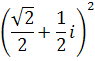 (√2/2 + 1/2 i)²